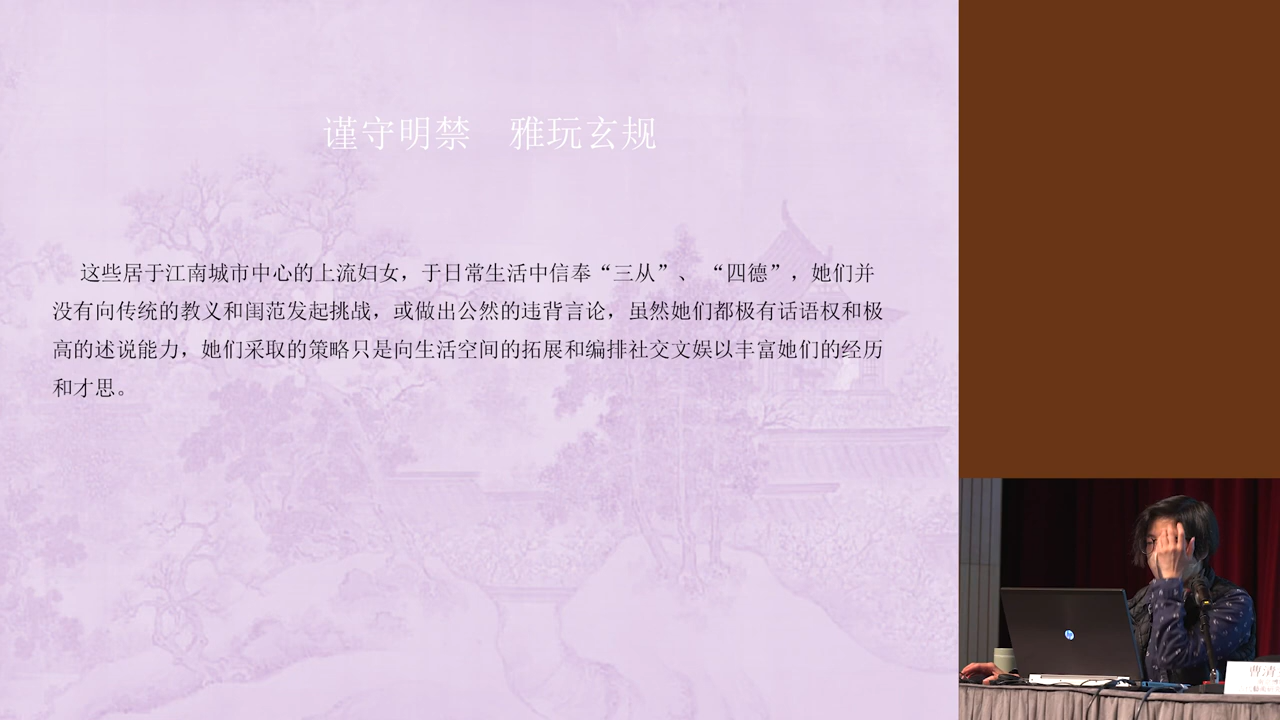 谨守明禁　雅玩玄规
这些居于江南城市中心的上流妇女，于日常生活中信奉“三从”、 “四德”，她们并
没有向传统的教义和闺范发起挑战，或做出公然的违背言论，虽然她们都极有话语权和极
高的述说能力，她们采取的策略只是向生活空间的拓展和编排社交文娱以丰富她们的经历
和才思。
hp